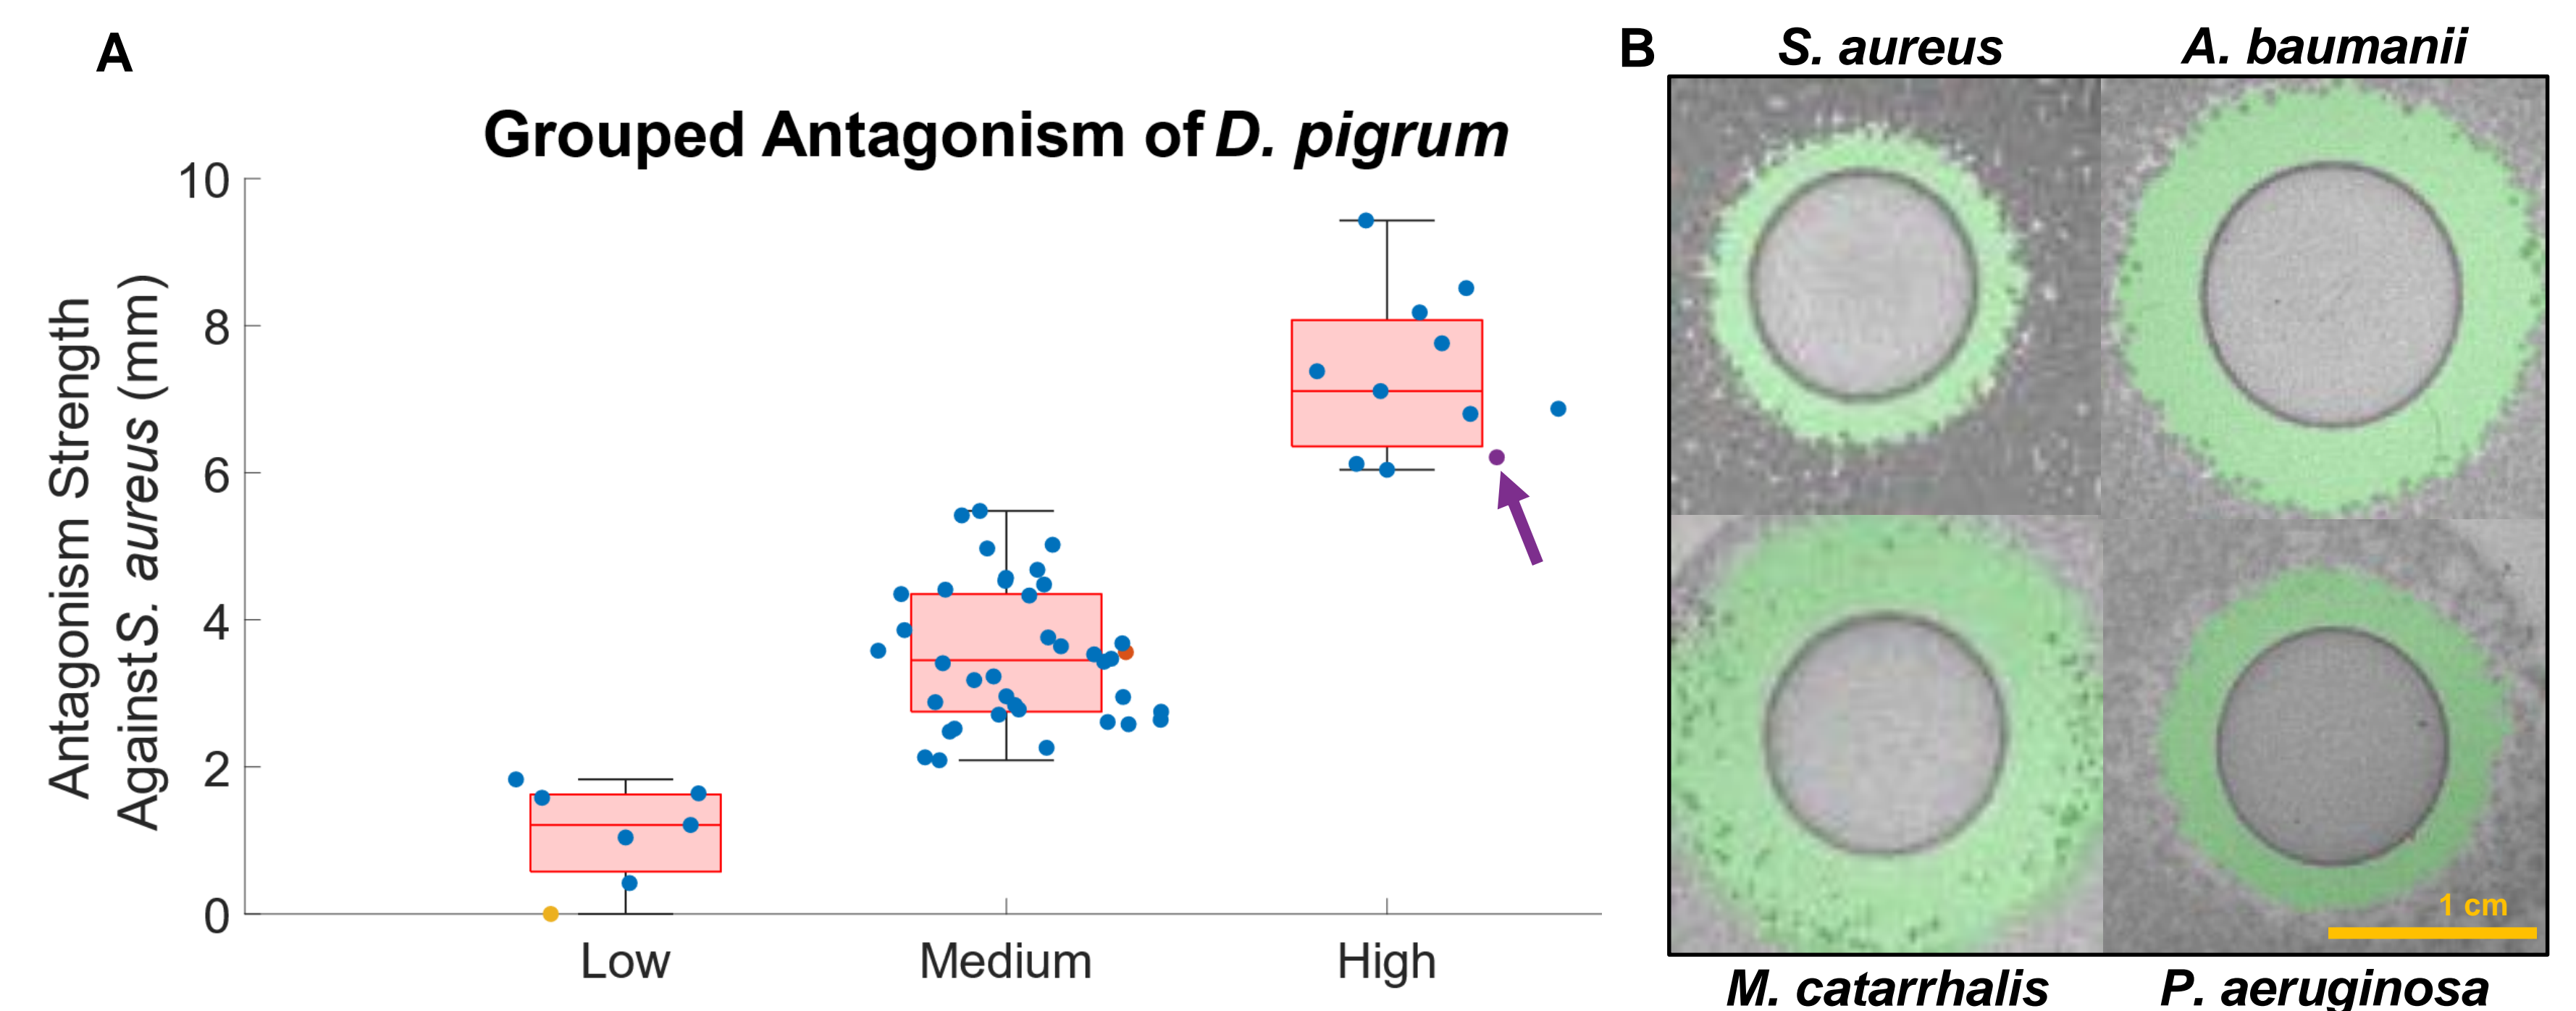 A
Grouped Antagonism of D. pigrum
Antagonism Strength
Against S. aureus (mm)
10
8
6
4
2
0
Low Medium High
B
S. aureus A. baumanii
1 cm
M. catarrhalis P. aeruginosa